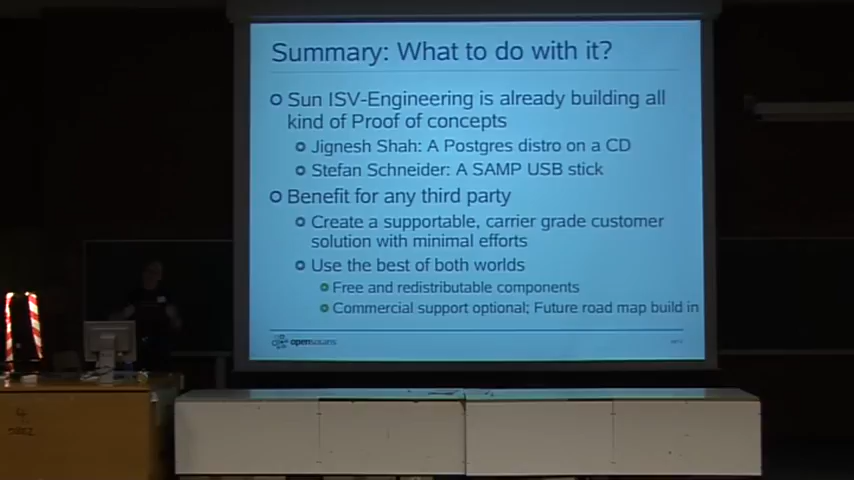 Summary: What to do with it?
Sun ISV-Engineering is already building all
kind of Proof of concepts
Jignesh Shah: A Postgres distro on a CD
Stefan Schneider: A SAMP USB stick
Benefit for any third party
Create a supportable, carrier grade customer
solution with minimal efforts
Use the best of both worlds
Free and redistributable components
Commercial support optional; Future road map build in
opensolaris